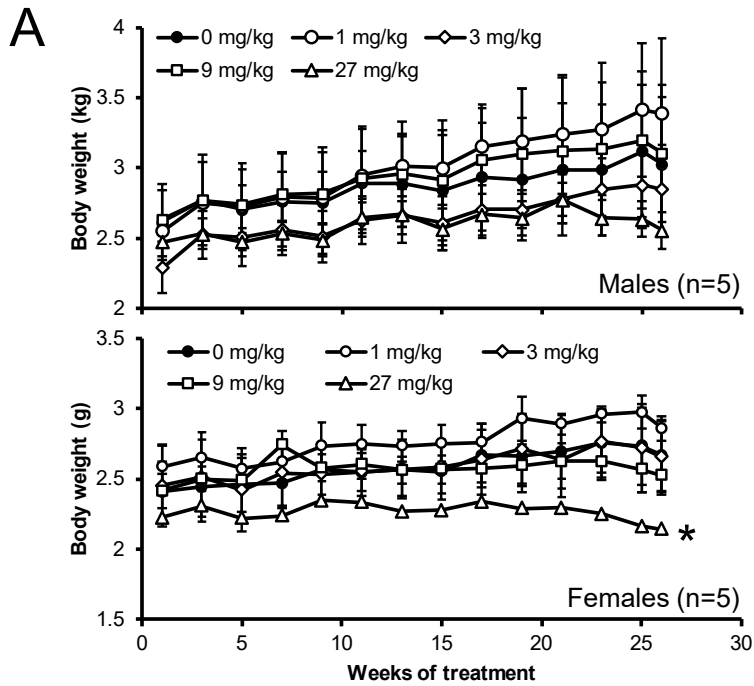 A
4
3.5
3
2.5
2
Body weight (kg)
0 mg/kg 1 mg/kg 3 mg/kg
9 mg/kg 27 mg/kg
Males (n=5)
3.5
3
2.5
2
1.5
Body weight (g)
0 mg/kg 1 mg/kg 3 mg/kg
9 mg/kg 27 mg/kg
*
Females (n=5)
0 5 10 15 20 25 30
Weeks of treatment